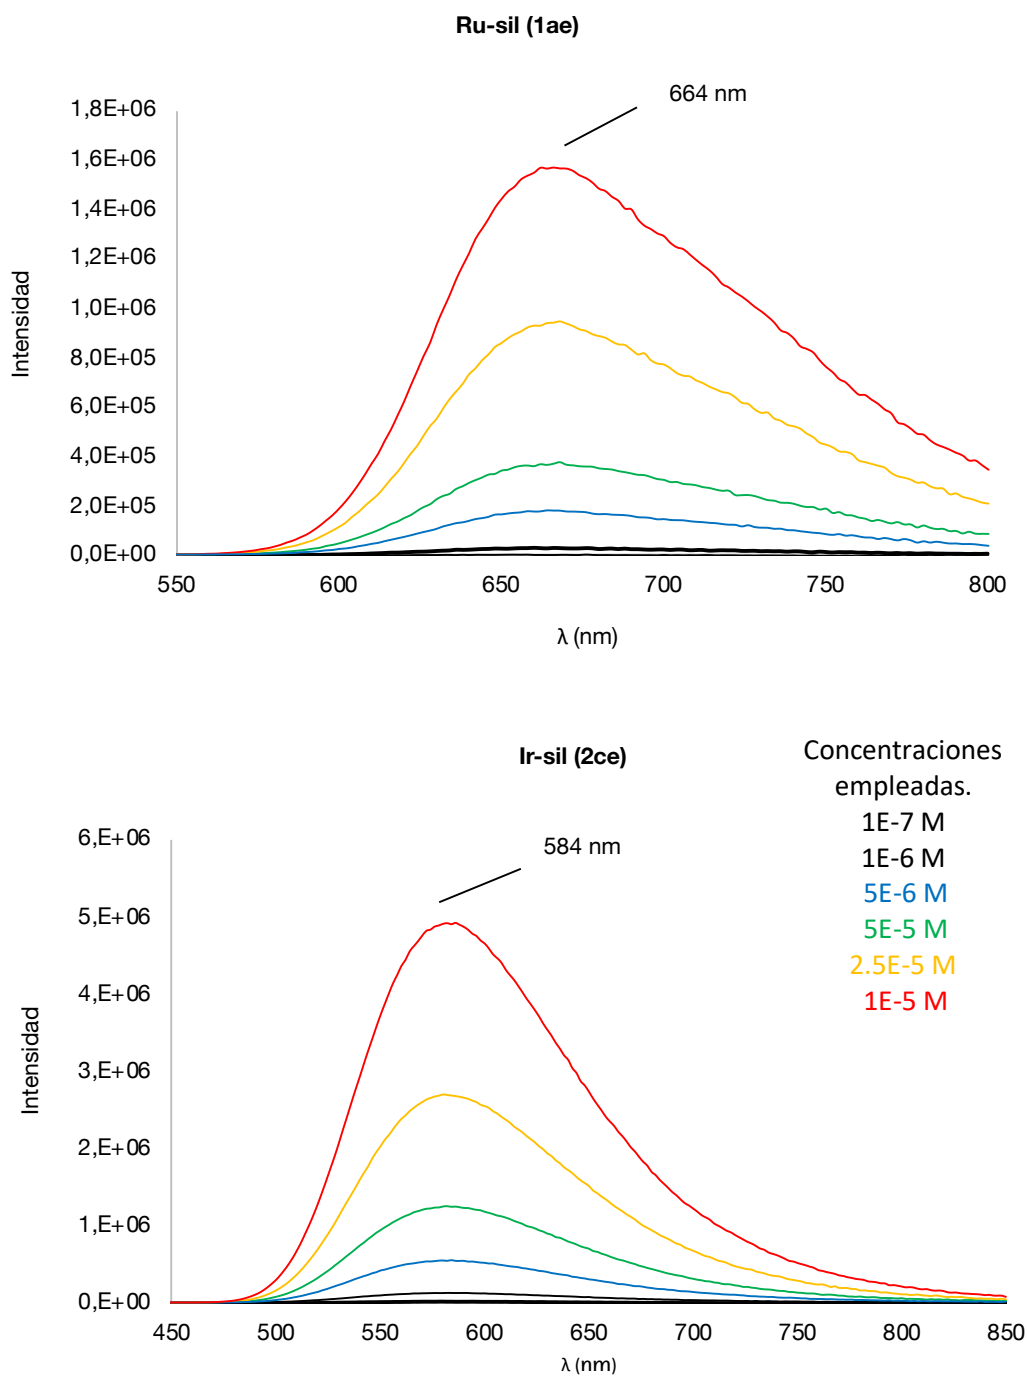 Ru-sil (1ae)
664 nm
1,8E+06
1,6E+06
1,4E+06
1,2E+06
1,0E+06
8,0E+05
6,0E+05
4,0E+05
2,0E+05
0,0E+00
Intensidad
550 600 650 700 750 800
λ (nm)
Ir-sil (2ce)
Concentraciones
empleadas.
1E-7 M
1E-6 M
5E-6 M
5E-5 M
2.5E-5 M
1E-5 M
584 nm
6,E+06
5,E+06
4,E+06
3,E+06
2,E+06
1,E+06
0,E+00
Intensidad
450 500 550 600 650 700 750 800 850
λ (nm)